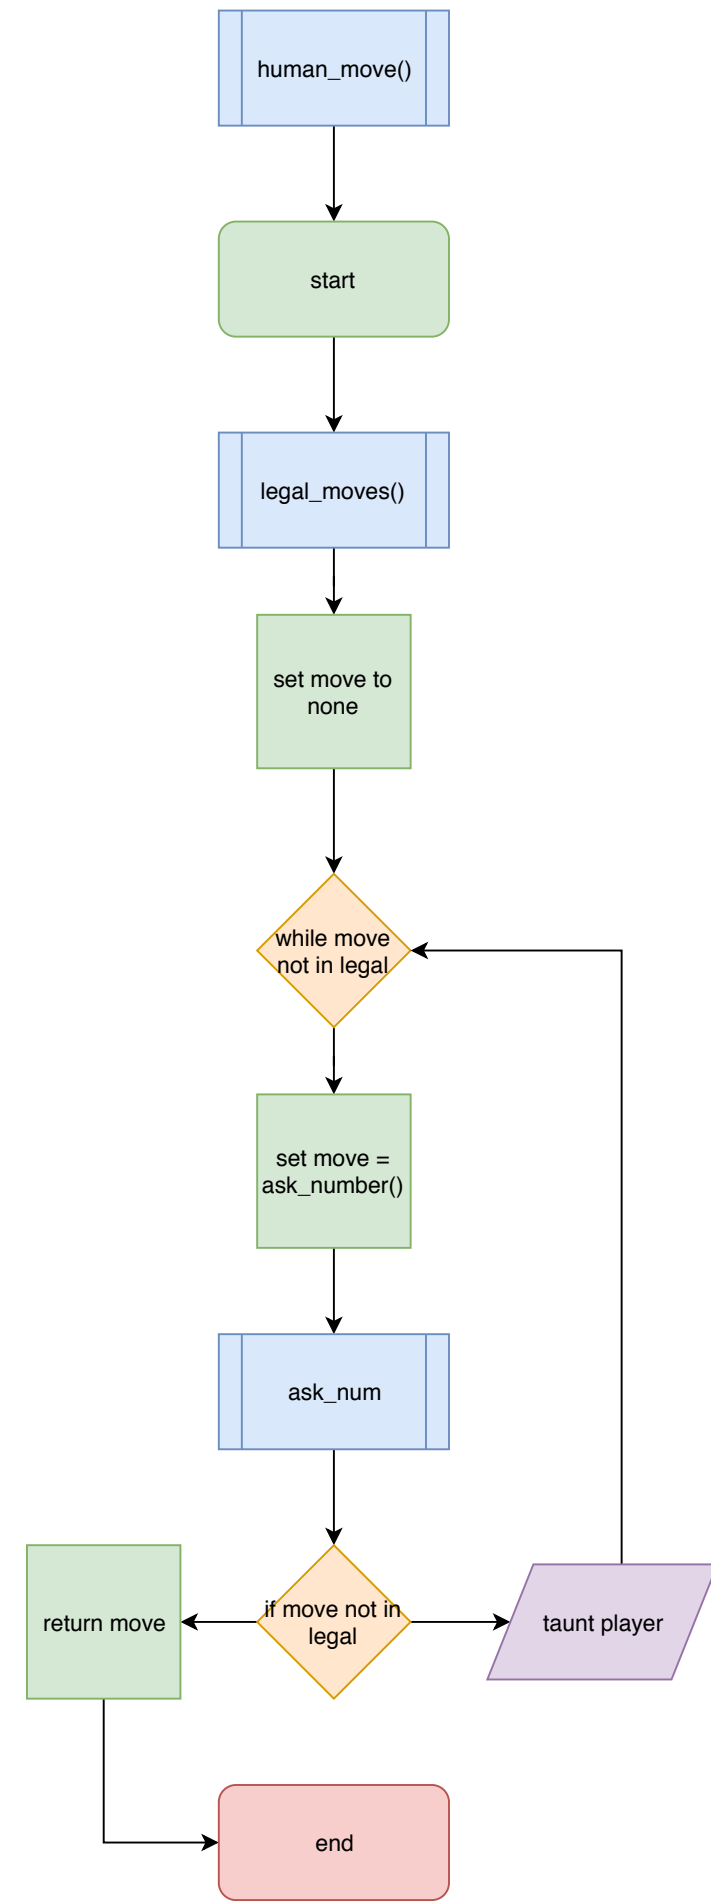 human_move()
start
legal_moves()
set move to
none
while move
not in legal
set move =
ask_number()
ask_num
return move
if move not in
legal
taunt player
end